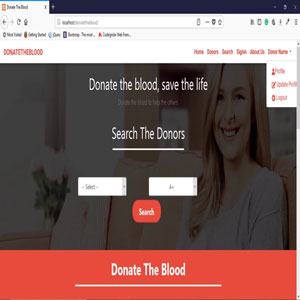 Donate The Blood
localhost/donatetheblood/
Most Visited Getting Started jQuery Bootstrap · The most ... CodeIgniter Web Fram...
DONATETHEBLOOD
Home Donors Search Signin About Us Donor Name
Profile
Update Profil
Logout
Donate the blood, save the life
Donate the blood to help the others
Search The Donors
-- Select --
A+
Search
Donate The Blood